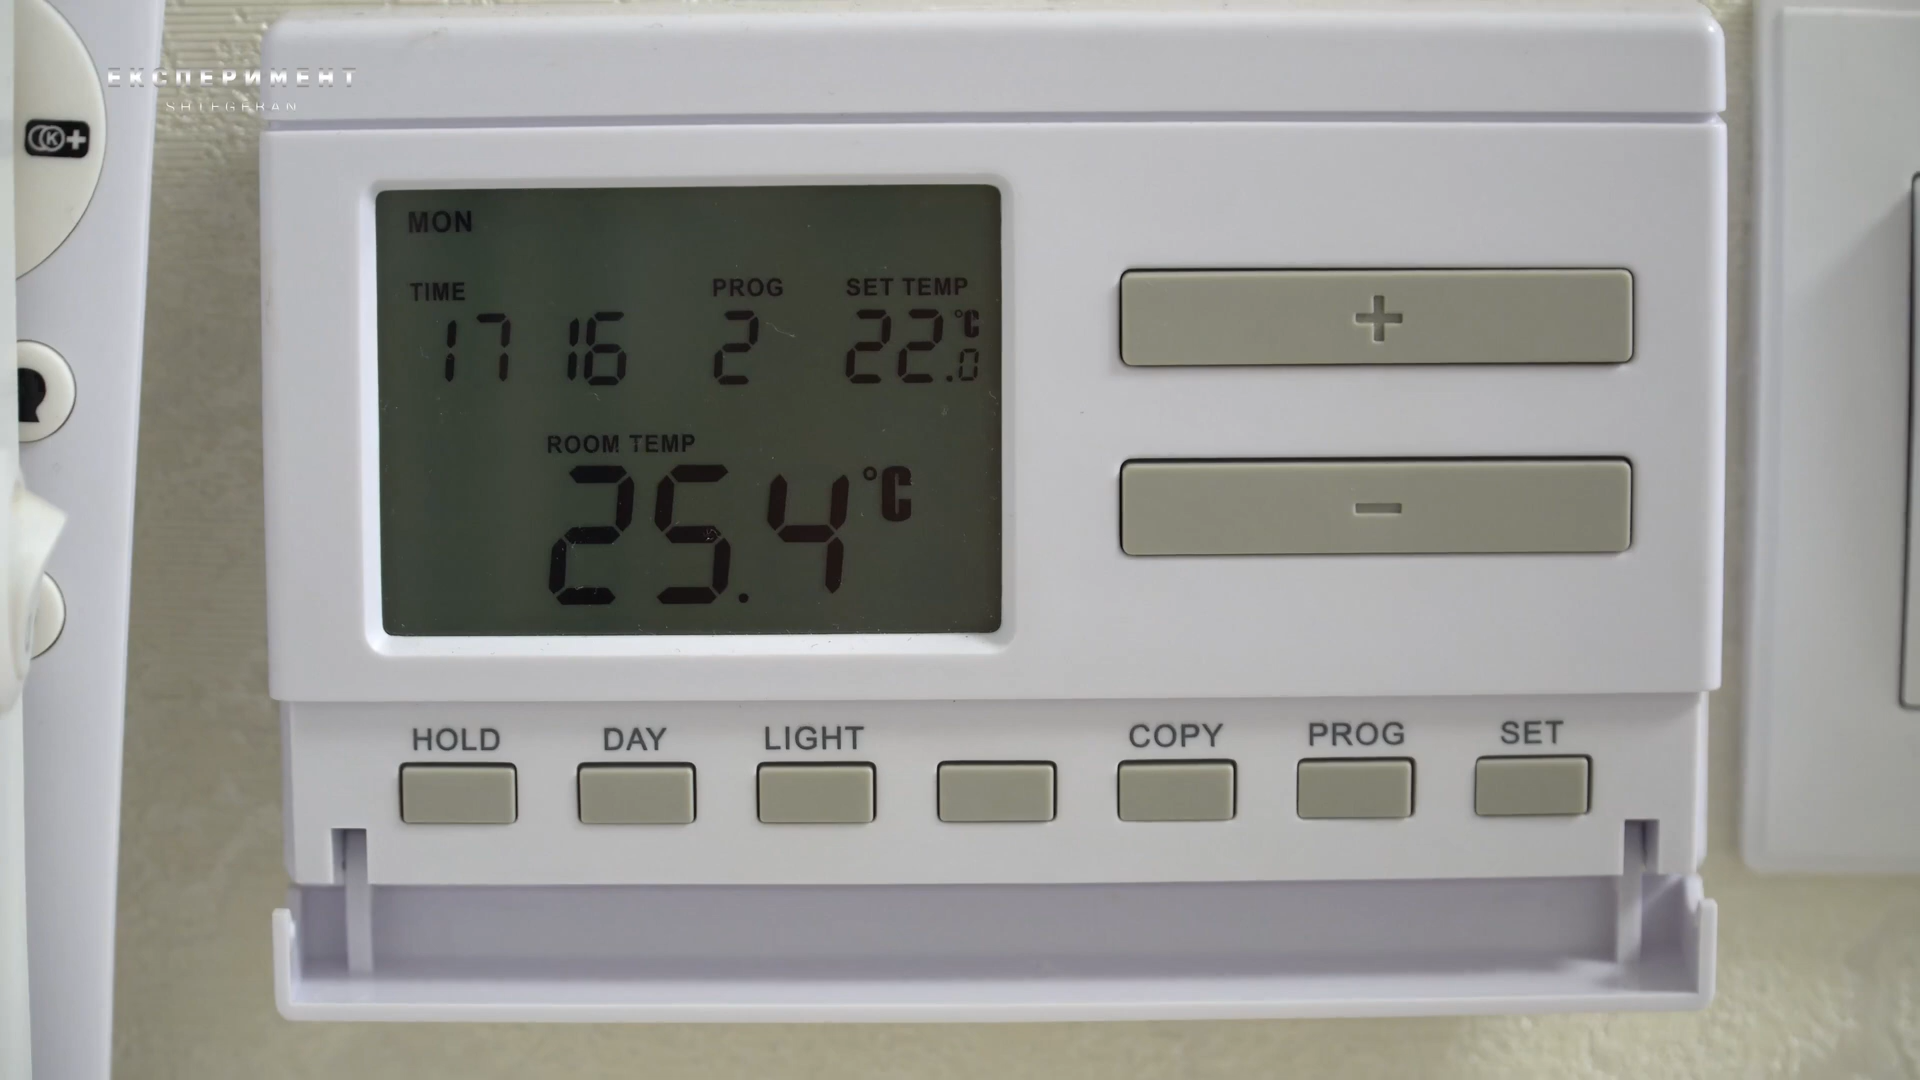 ЕКСПЕРИМЕНТ
SHTEGERAN
K+
MON
TIME PROG SET TEMP
17 16 2 22.0 °C
ROOM TEMP
25.4 °C
+
−
HOLD DAY LIGHT COPY PROG SET